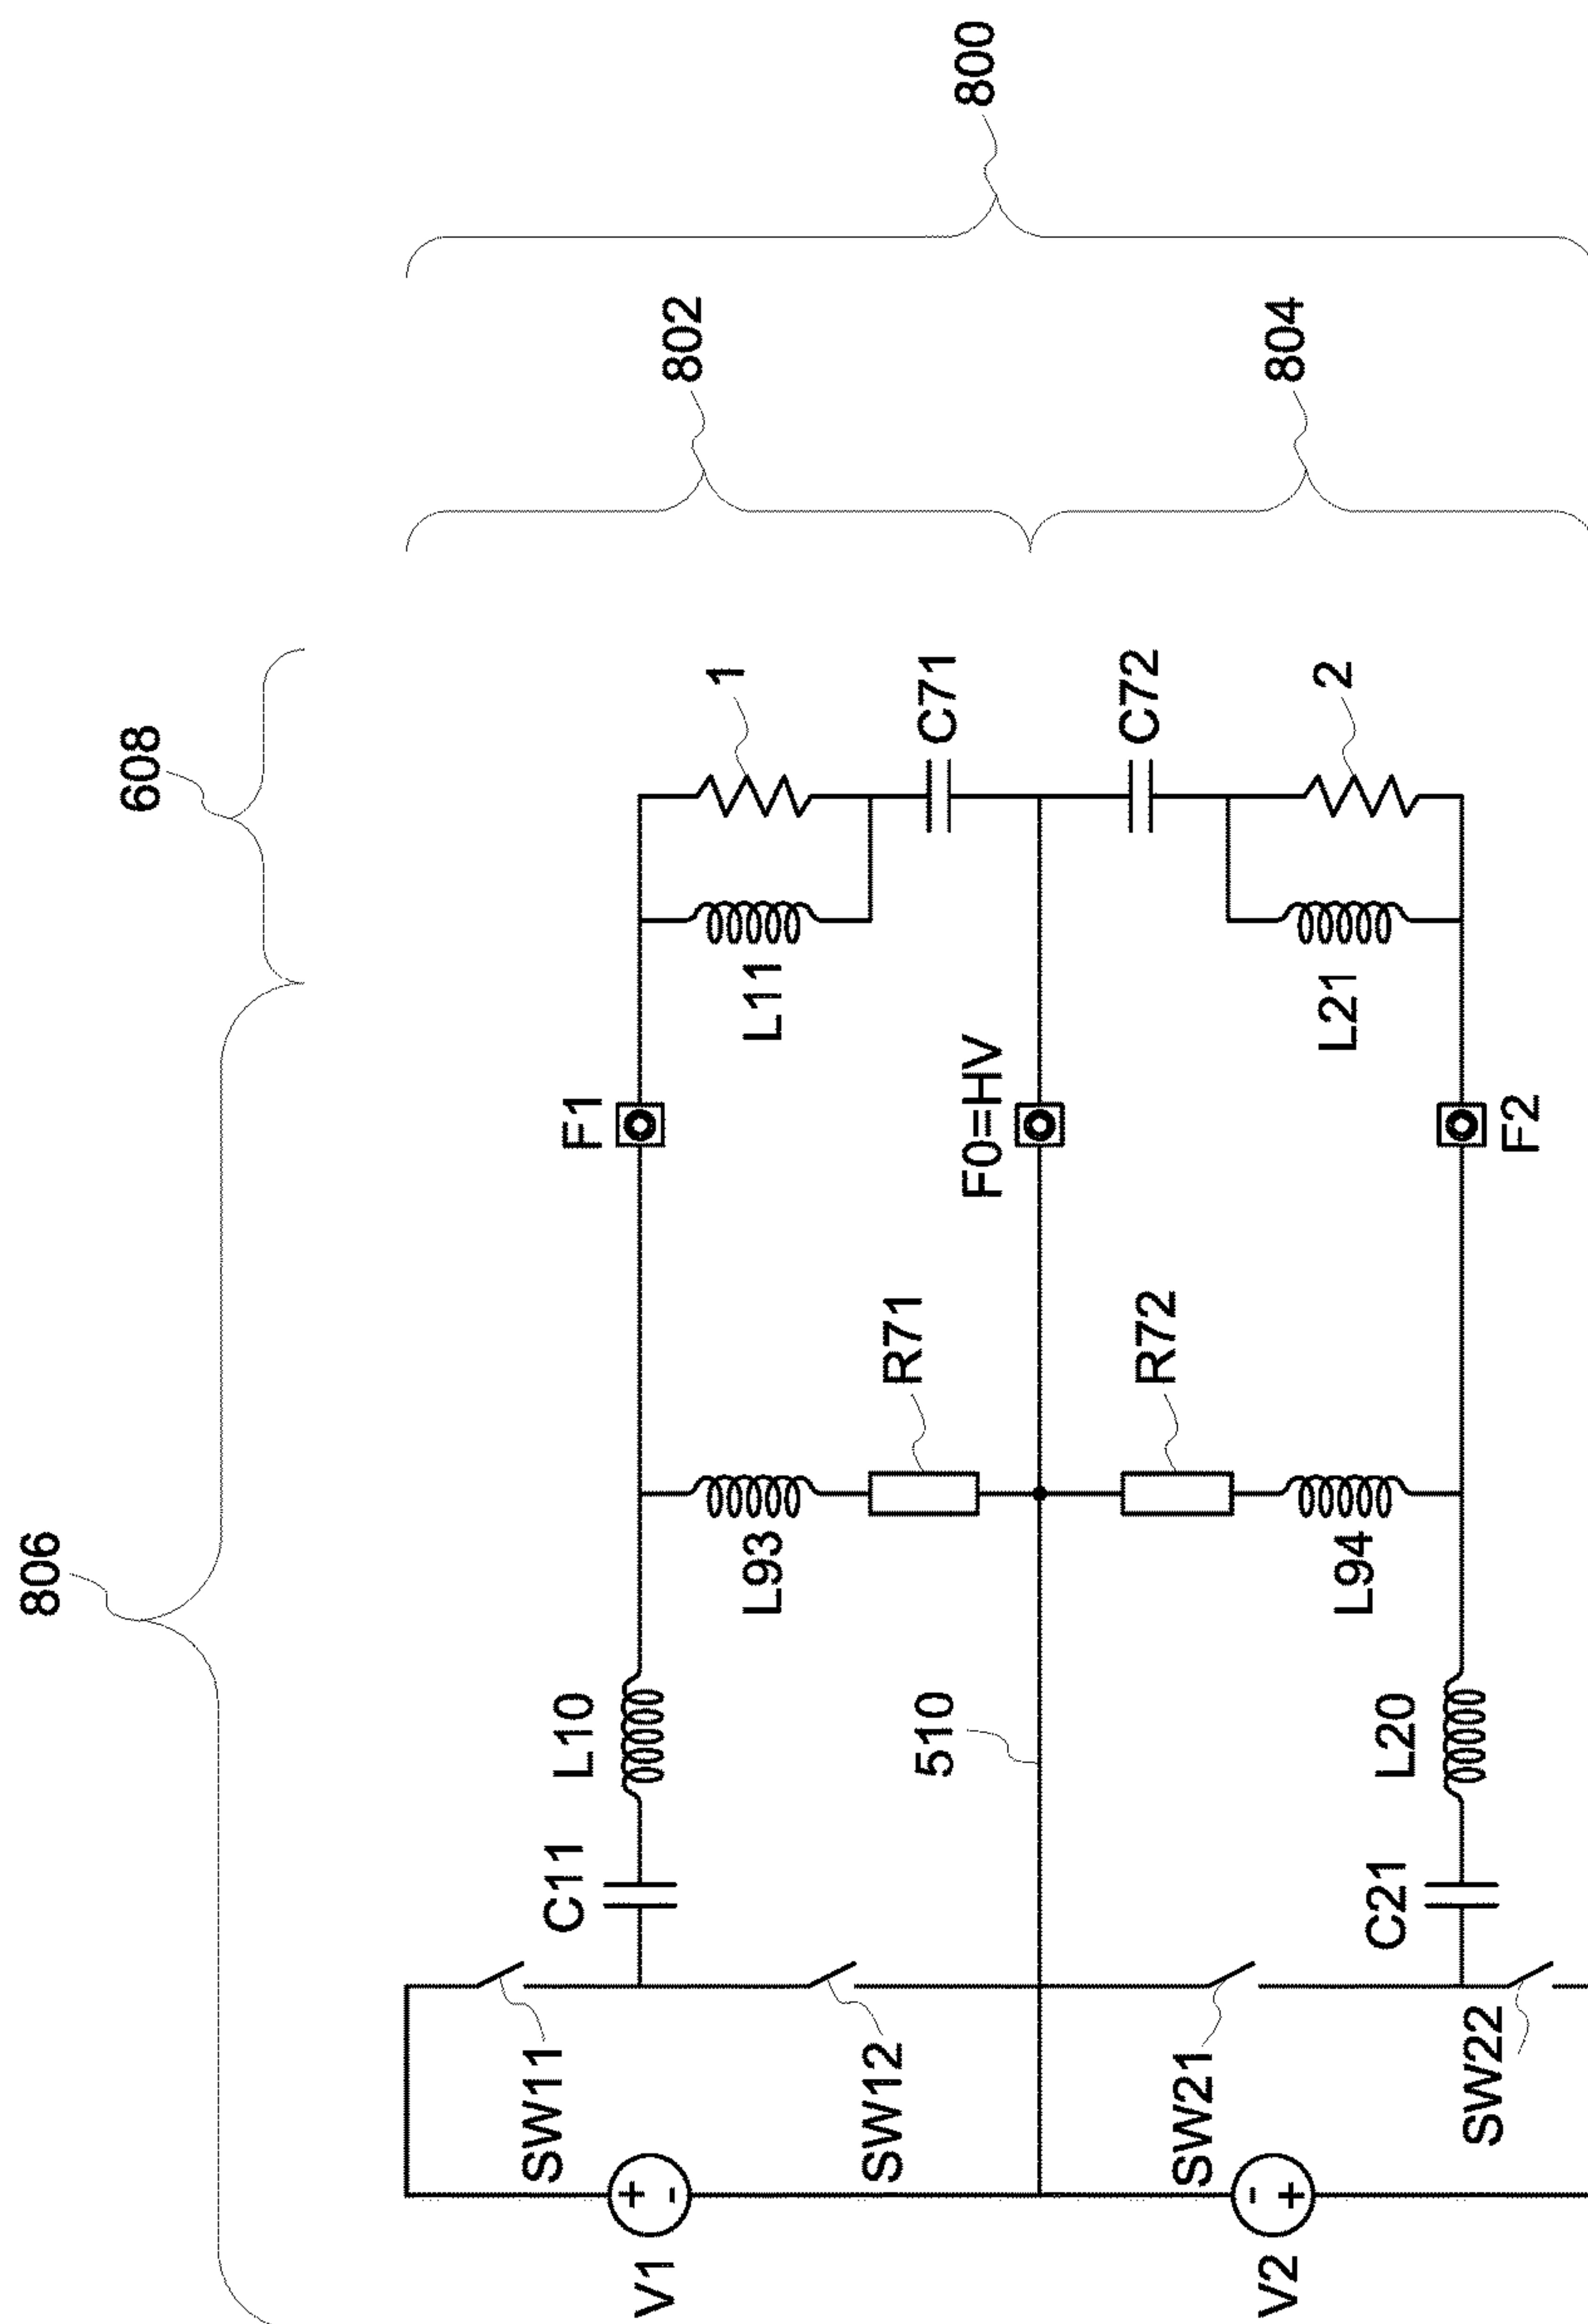 800
802
804
608
806
1
C71
C72
2
L11
L21
F1
F0=HV
F2
R71
R72
L93
L94
L10
510
L20
C11
C21
SW11
SW12
SW21
SW22
V1
+
-
V2
-
+